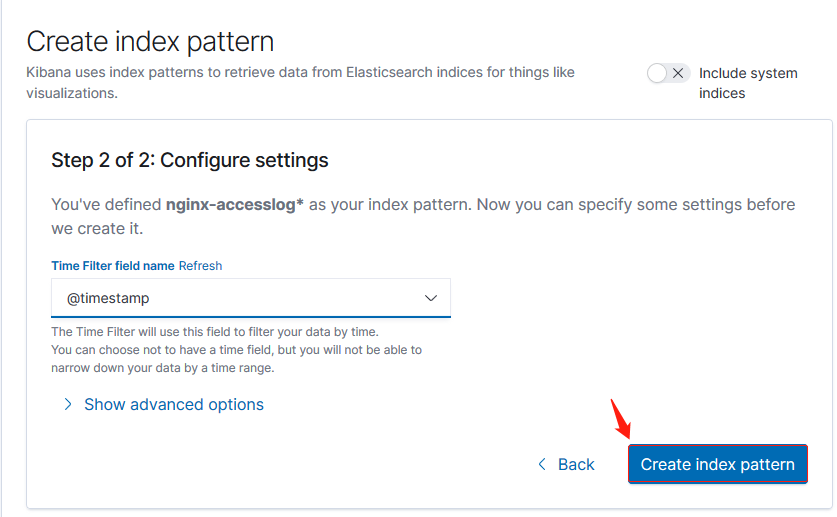 Create index pattern
Kibana uses index patterns to retrieve data from Elasticsearch indices for things like
visualizations.
Include system
indices
Step 2 of 2: Configure settings
You've defined nginx-accesslog* as your index pattern. Now you can specify some settings before
we create it.
Time Filter field name Refresh
@timestamp
The Time Filter will use this field to filter your data by time.
You can choose not to have a time field, but you will not be able to
narrow down your data by a time range.
Show advanced options
Back
Create index pattern